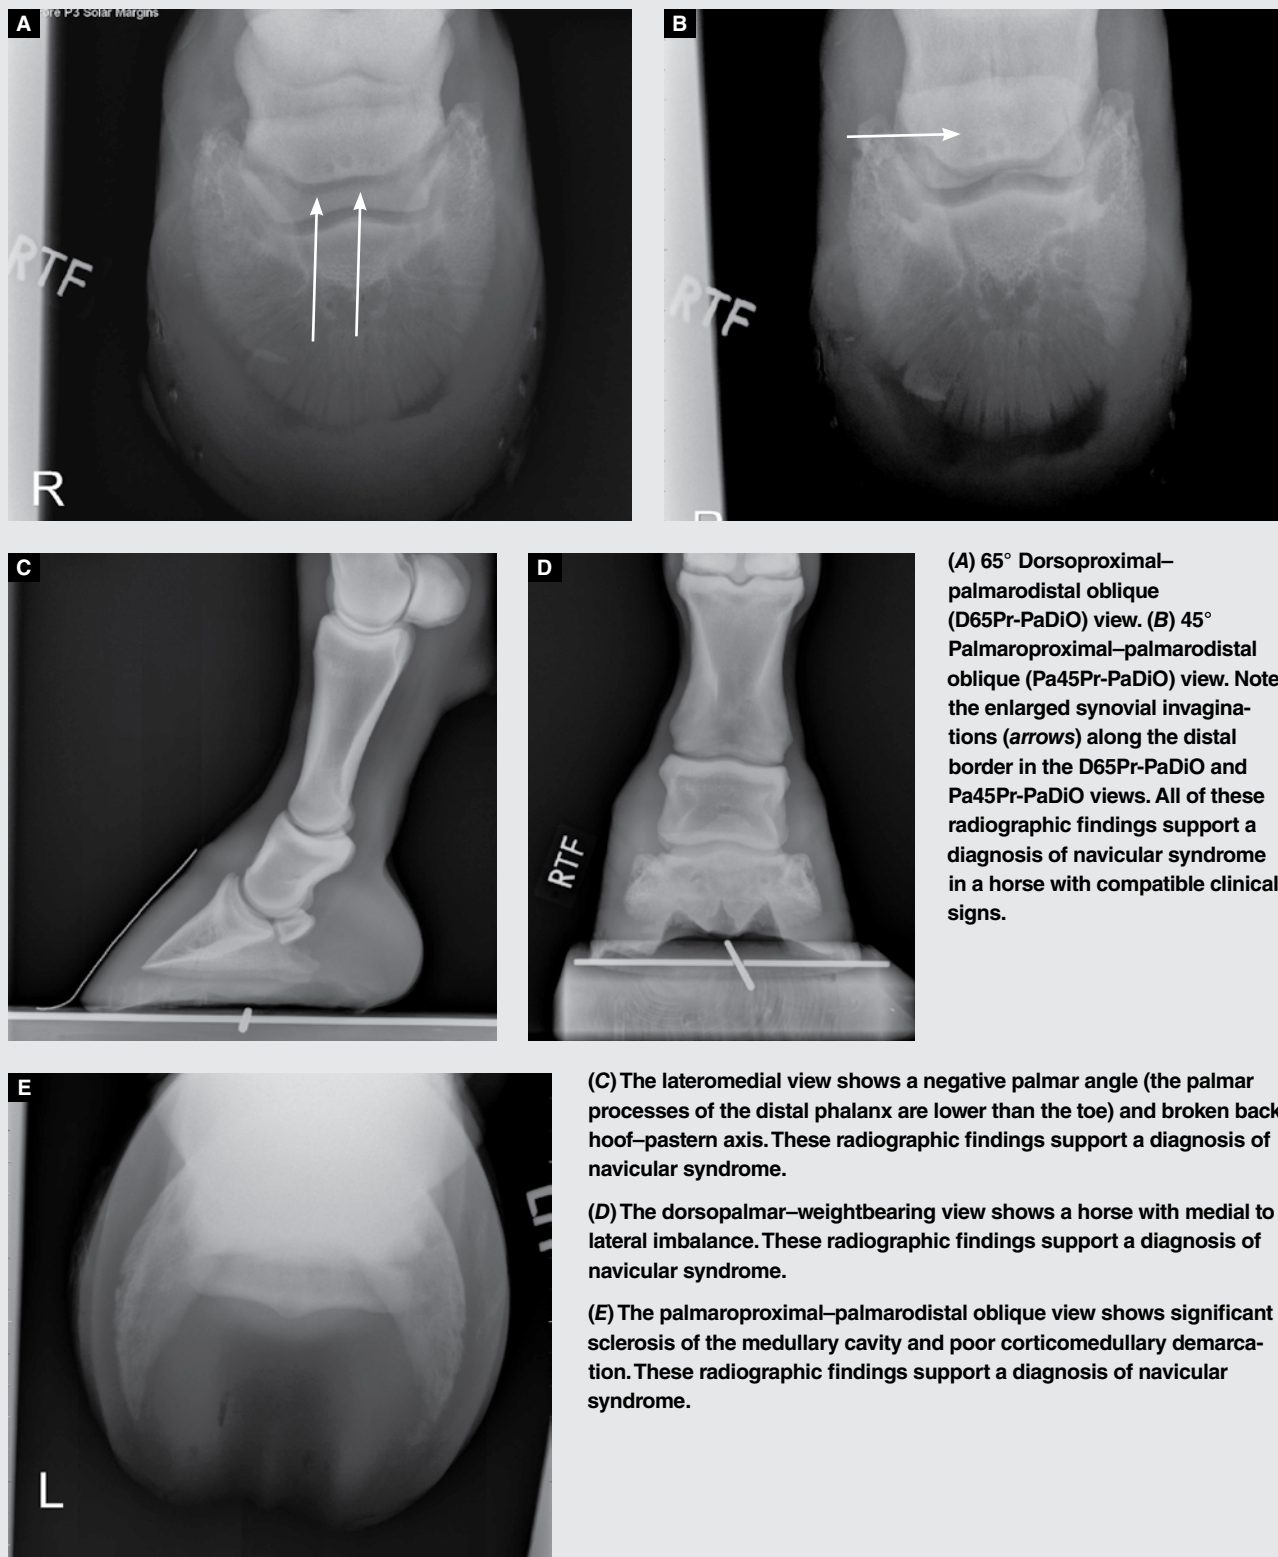 A
ore P3 Solar Margins
RTF
R
B
RTF
C
D
RTF
(A) 65° Dorsoproximal–
palmarodistal oblique
(D65Pr-PaDiO) view. (B) 45°
Palmaroproximal–palmarodistal
oblique (Pa45Pr-PaDiO) view. Note
the enlarged synovial invagina-
tions (arrows) along the distal
border in the D65Pr-PaDiO and
Pa45Pr-PaDiO views. All of these
radiographic findings support a
diagnosis of navicular syndrome
in a horse with compatible clinical
signs.
E
L
(C) The lateromedial view shows a negative palmar angle (the palmar
processes of the distal phalanx are lower than the toe) and broken back
hoof–pastern axis. These radiographic findings support a diagnosis of
navicular syndrome.
(D) The dorsopalmar–weightbearing view shows a horse with medial to
lateral imbalance. These radiographic findings support a diagnosis of
navicular syndrome.
(E) The palmaroproximal–palmarodistal oblique view shows significant
sclerosis of the medullary cavity and poor corticomedullary demarca-
tion. These radiographic findings support a diagnosis of navicular
syndrome.